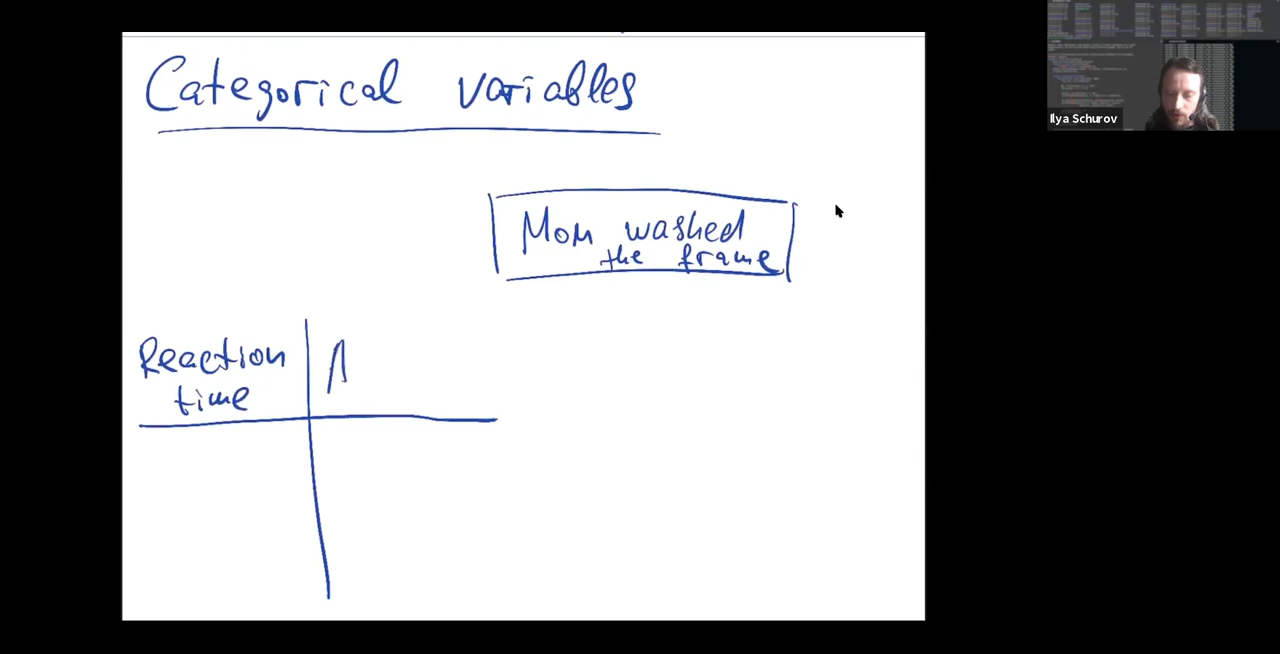 Categorical variables
Mom washed
the frame
Reaction
time
Ilya Schurov